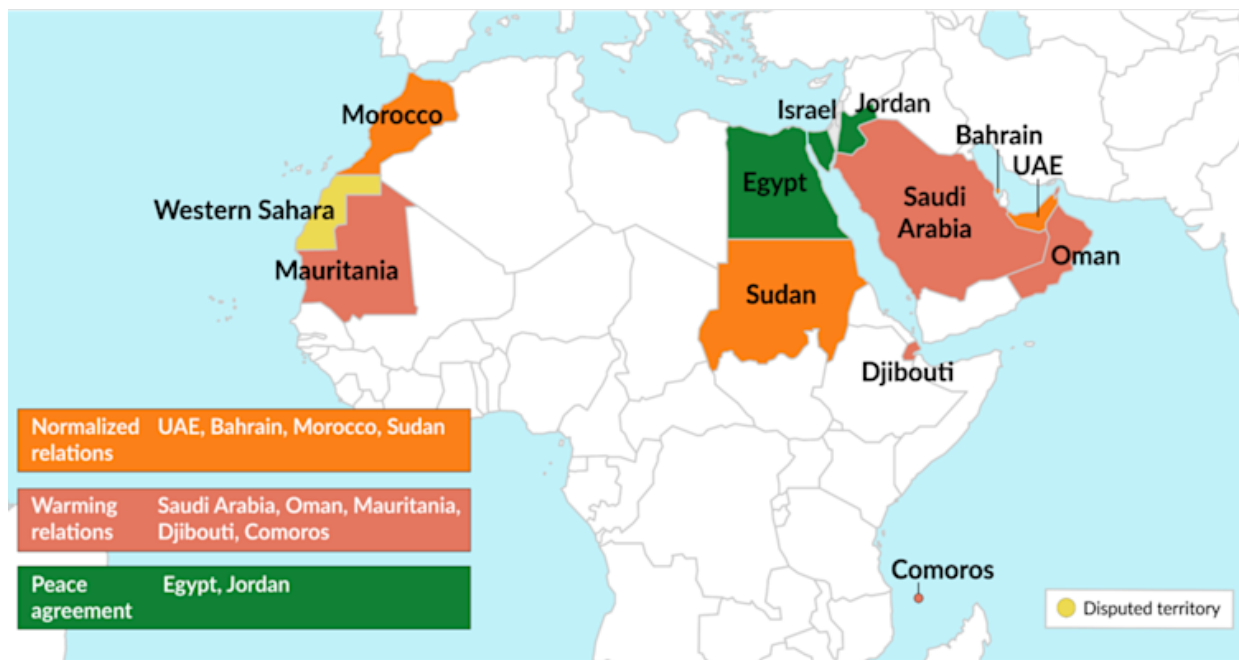 Morocco
Israel
Jordan
Bahrain
UAE
Egypt
Western Sahara
Saudi
Arabia
Mauritania
Oman
Sudan
Djibouti
Normalized UAE, Bahrain, Morocco, Sudan
relations
Warming Saudi Arabia, Oman, Mauritania,
relations Djibouti, Comoros
Peace Egypt, Jordan
agreement
Comoros
Disputed territory